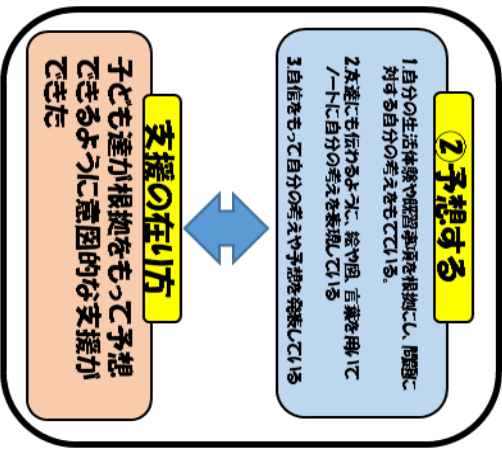 ②予想する
1.自分の生活体験や既習事項を根拠にし、問題に
対する自分の考えをもてている。
2.友達にも伝わるように、絵や図、言葉を用いて
ノートに自分の考えを表現している
3.自信をもって自分の考えや予想を発表している
支援の在り方
子ども達が根拠をもって予想
できるように意図的な支援が
できた